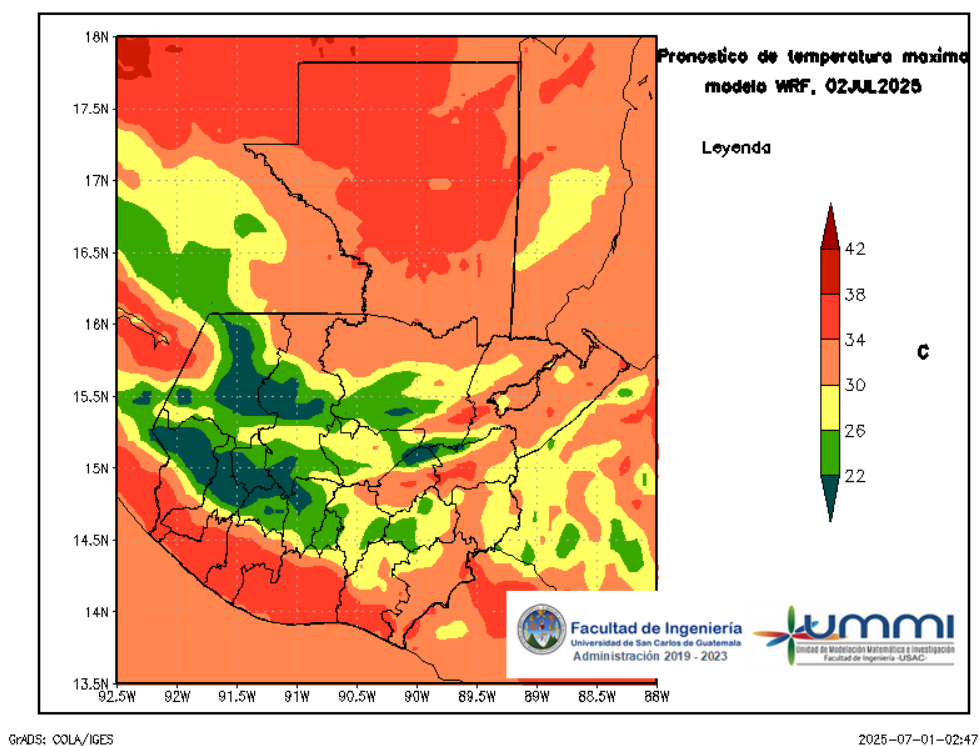 Pronostico de temperatura maxima
modelo WRF, 02JUL2025
Leyenda
42
38
34
30
26
22
C
18N
17.5N
17N
16.5N
16N
15.5N
15N
14.5N
14N
13.5N
92.5W 92W 91.5W 91W 90.5W 90W 89.5W 89W 88.5W 88W
Facultad de Ingeniería
Universidad de San Carlos de Guatemala
Administración 2019 - 2023
ummi
Unidad de Modelación Matemática e Investigación
Facultad de Ingeniería -USAC-
GrADS: COLA/IGES
2025-07-01-02:47